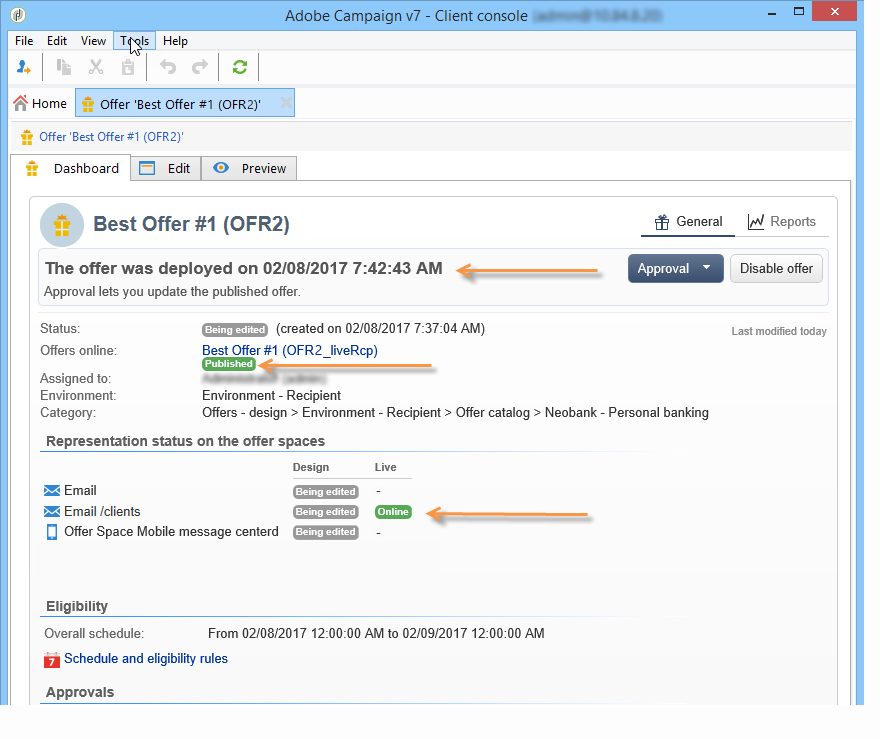 Adobe Campaign v7 - Client console
File Edit View Tools Help
Home Offer 'Best Offer #1 (OFR2)'
Offer 'Best Offer #1 (OFR2)'
Dashboard Edit Preview
Best Offer #1 (OFR2) General Reports
The offer was deployed on 02/08/2017 7:42:43 AM Approval Disable offer
Approval lets you update the published offer.
Status: Being edited (created on 02/08/2017 7:37:04 AM) Last modified today
Offers online: Best Offer #1 (OFR2_liveRcp)
Published
Assigned to:
Environment: Environment - Recipient
Category: Offers - design > Environment - Recipient > Offer catalog > Neobank - Personal banking
Representation status on the offer spaces
Design Live
Email Being edited -
Email /clients Being edited Online
Offer Space Mobile message centerd Being edited -
Eligibility
Overall schedule: From 02/08/2017 12:00:00 AM to 02/09/2017 12:00:00 AM
7 Schedule and eligibility rules
Approvals